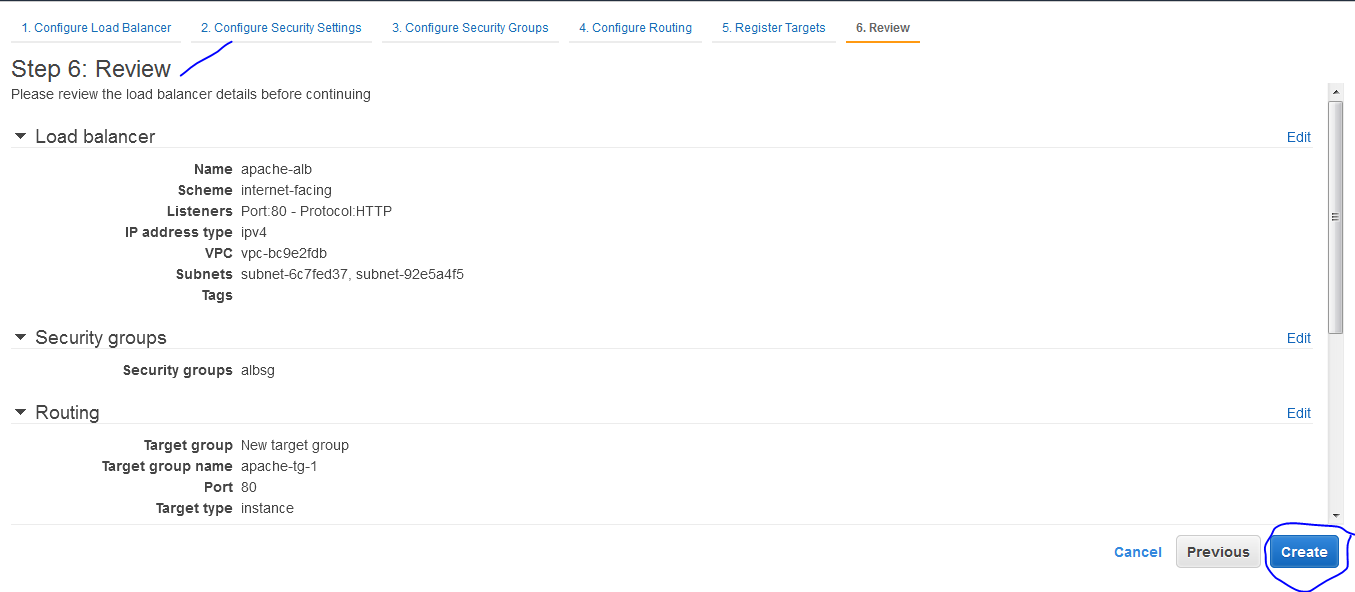 1. Configure Load Balancer 2. Configure Security Settings 3. Configure Security Groups 4. Configure Routing 5. Register Targets 6. Review
Step 6: Review
Please review the load balancer details before continuing
Load balancer Edit
Name apache-alb
Scheme internet-facing
Listeners Port:80 - Protocol:HTTP
IP address type ipv4
VPC vpc-bc9e2fdb
Subnets subnet-6c7fed37, subnet-92e5a4f5
Tags
Security groups Edit
Security groups albsg
Routing Edit
Target group New target group
Target group name apache-tg-1
Port 80
Target type instance
Cancel Previous Create